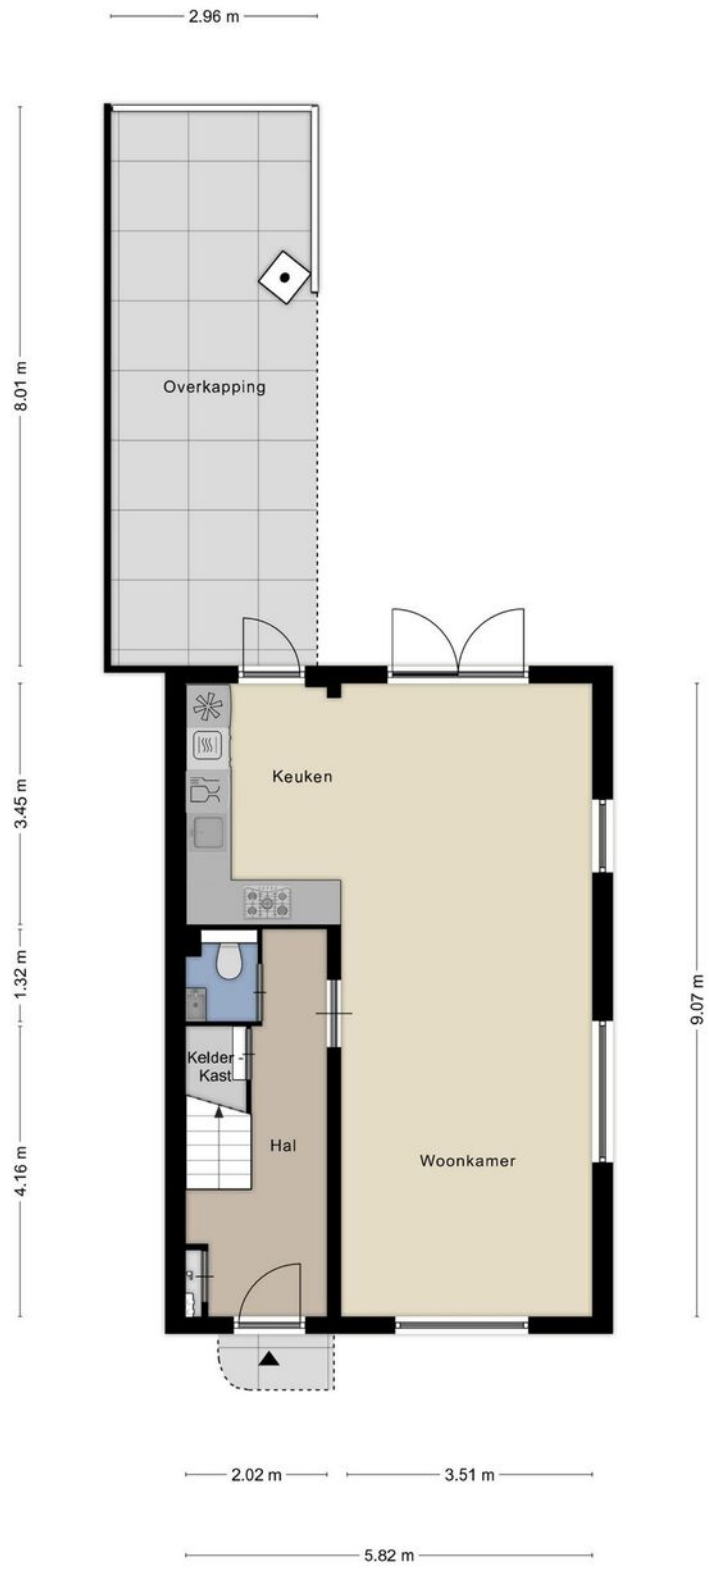 2.96 m
8.01 m
Overkapping
3.45 m
Keuken
1.32 m
9.07 m
Kelder -
Kast
4.16 m
Hal
Woonkamer
2.02 m
3.51 m
5.82 m